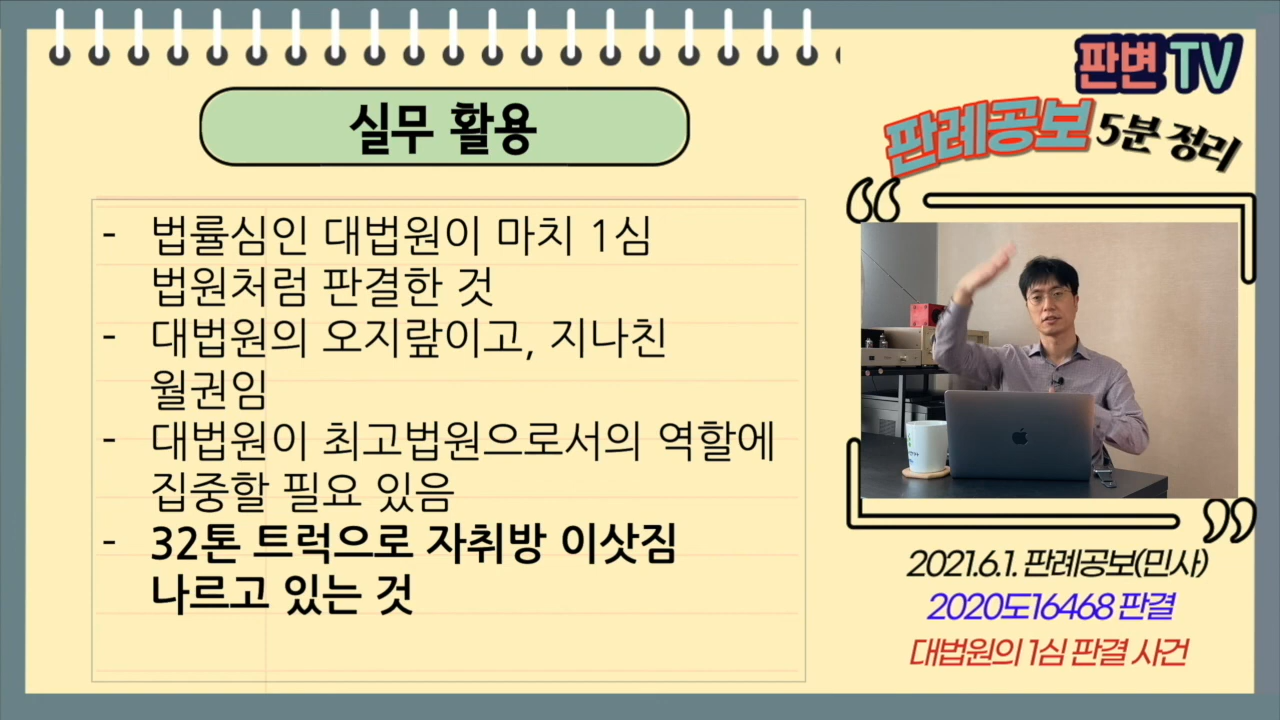 판변 TV
판례공보 5분 정리
실무 활용
- 법률심인 대법원이 마치 1심
법원처럼 판결한 것
- 대법원의 오지랖이고, 지나친
월권임
- 대법원이 최고법원으로서의 역할에
집중할 필요 있음
- 32톤 트럭으로 자취방 이삿짐
나르고 있는 것
2021.6.1. 판례공보(민사)
2020도16468 판결
대법원의 1심 판결 사건